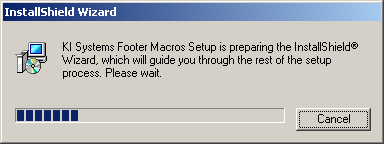 InstallShield Wizard
KI Systems Footer Macros Setup is preparing the InstallShield®
Wizard, which will guide you through the rest of the setup
process. Please wait.
Cancel